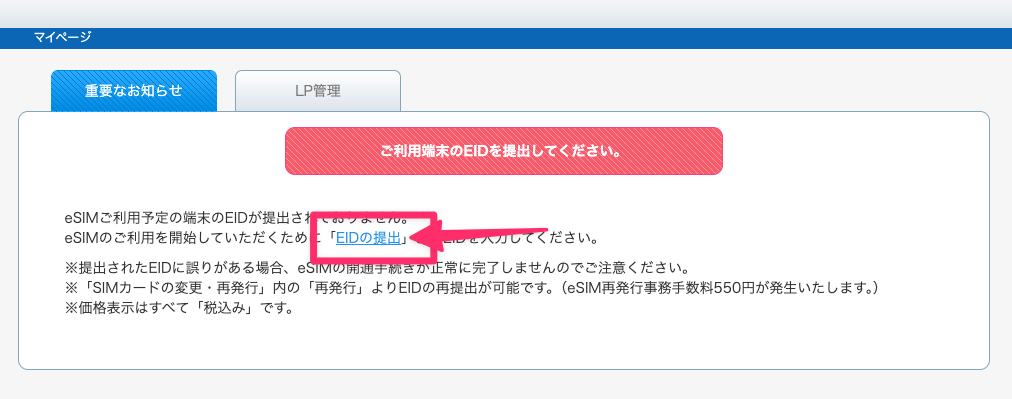 マイページ
重要なお知らせ
LP管理
ご利用端末のEIDを提出してください。
eSIMご利用予定の端末のEIDが提出されておりません。
eSIMのご利用を開始していただくために「EIDの提出」 EIDを入力してください。
※提出されたEIDに誤りがある場合、eSIMの開通手続きが正常に完了しませんのでご注意ください。
※「SIMカードの変更・再発行」内の「再発行」よりEIDの再提出が可能です。（eSIM再発行事務手数料550円が発生いたします。）
※価格表示はすべて「税込み」です。